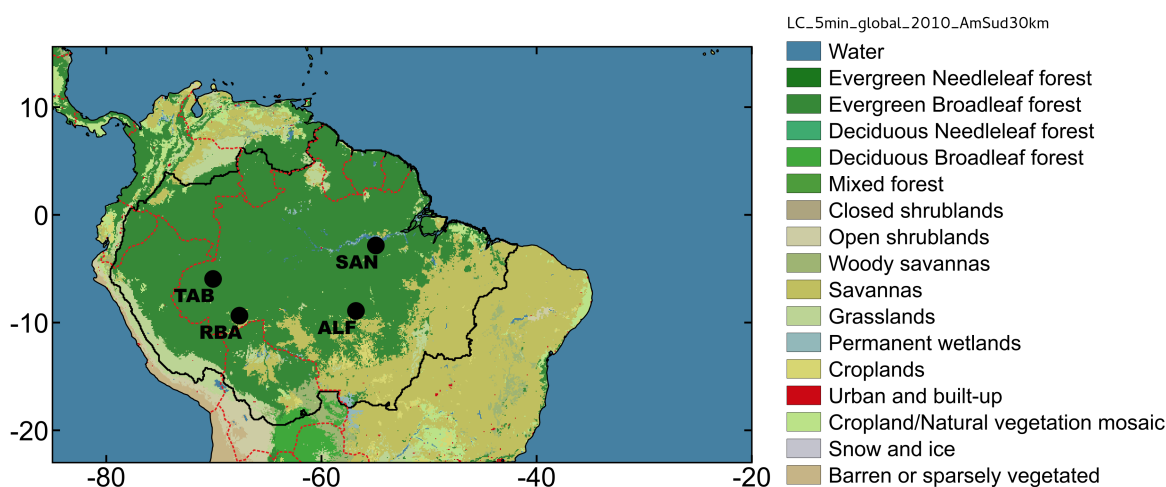 LC_5min_global_2010_AmSud30km
Water
Evergreen Needleleaf forest
Evergreen Broadleaf forest
Deciduous Needleleaf forest
Deciduous Broadleaf forest
Mixed forest
Closed shrublands
Open shrublands
Woody savannas
Savannas
Grasslands
Permanent wetlands
Croplands
Urban and built-up
Cropland/Natural vegetation mosaic
Snow and ice
Barren or sparsely vegetated
10
0
-10
-20
SAN
TAB
RBA
ALF
-80
-60
-40
-20